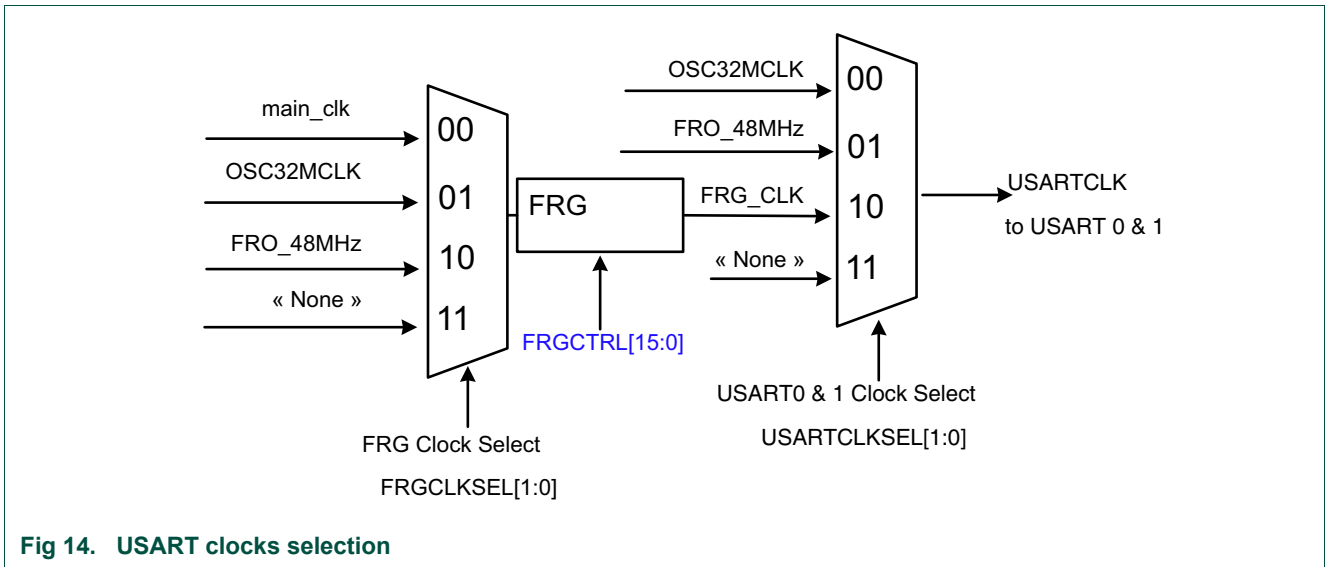 main_clk
00
OSC32MCLK
01
FRO_48MHz
10
« None »
11
FRG
FRGCTRL[15:0]
FRG Clock Select
FRGCLKSEL[1:0]
OSC32MCLK
00
FRO_48MHz
01
FRG_CLK
10
« None »
11
USARTCLK
to USART 0 & 1
USART0 & 1 Clock Select
USARTCLKSEL[1:0]
Fig 14. USART clocks selection